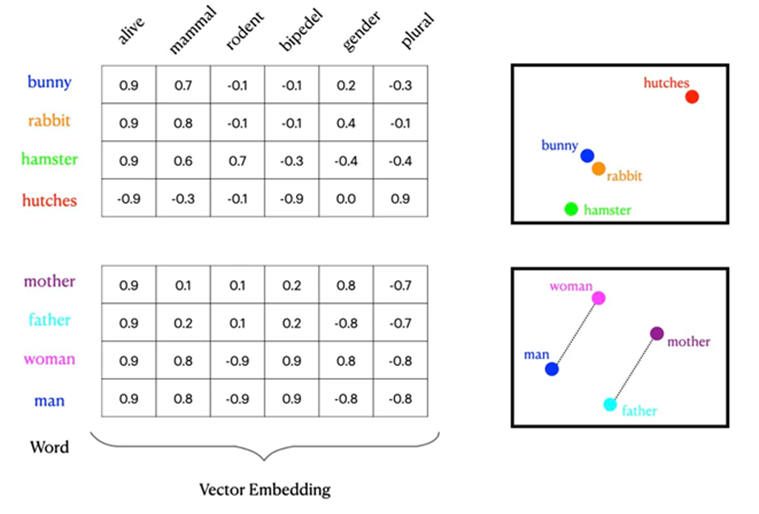 alive mammal rodent bipedel gender plural
bunny 0.9 0.7 -0.1 -0.1 0.2 -0.3
rabbit 0.9 0.8 -0.1 -0.1 0.4 -0.1
hamster 0.9 0.6 0.7 -0.3 -0.4 -0.4
hutches -0.9 -0.3 -0.1 -0.9 0.0 0.9
hutches
bunny
rabbit
hamster
mother 0.9 0.1 0.1 0.2 0.8 -0.7
father 0.9 0.2 0.1 0.2 -0.8 -0.7
woman 0.9 0.8 -0.9 0.9 0.8 -0.8
man 0.9 0.8 -0.9 0.9 -0.8 -0.8
woman
mother
man
father
Word
Vector Embedding